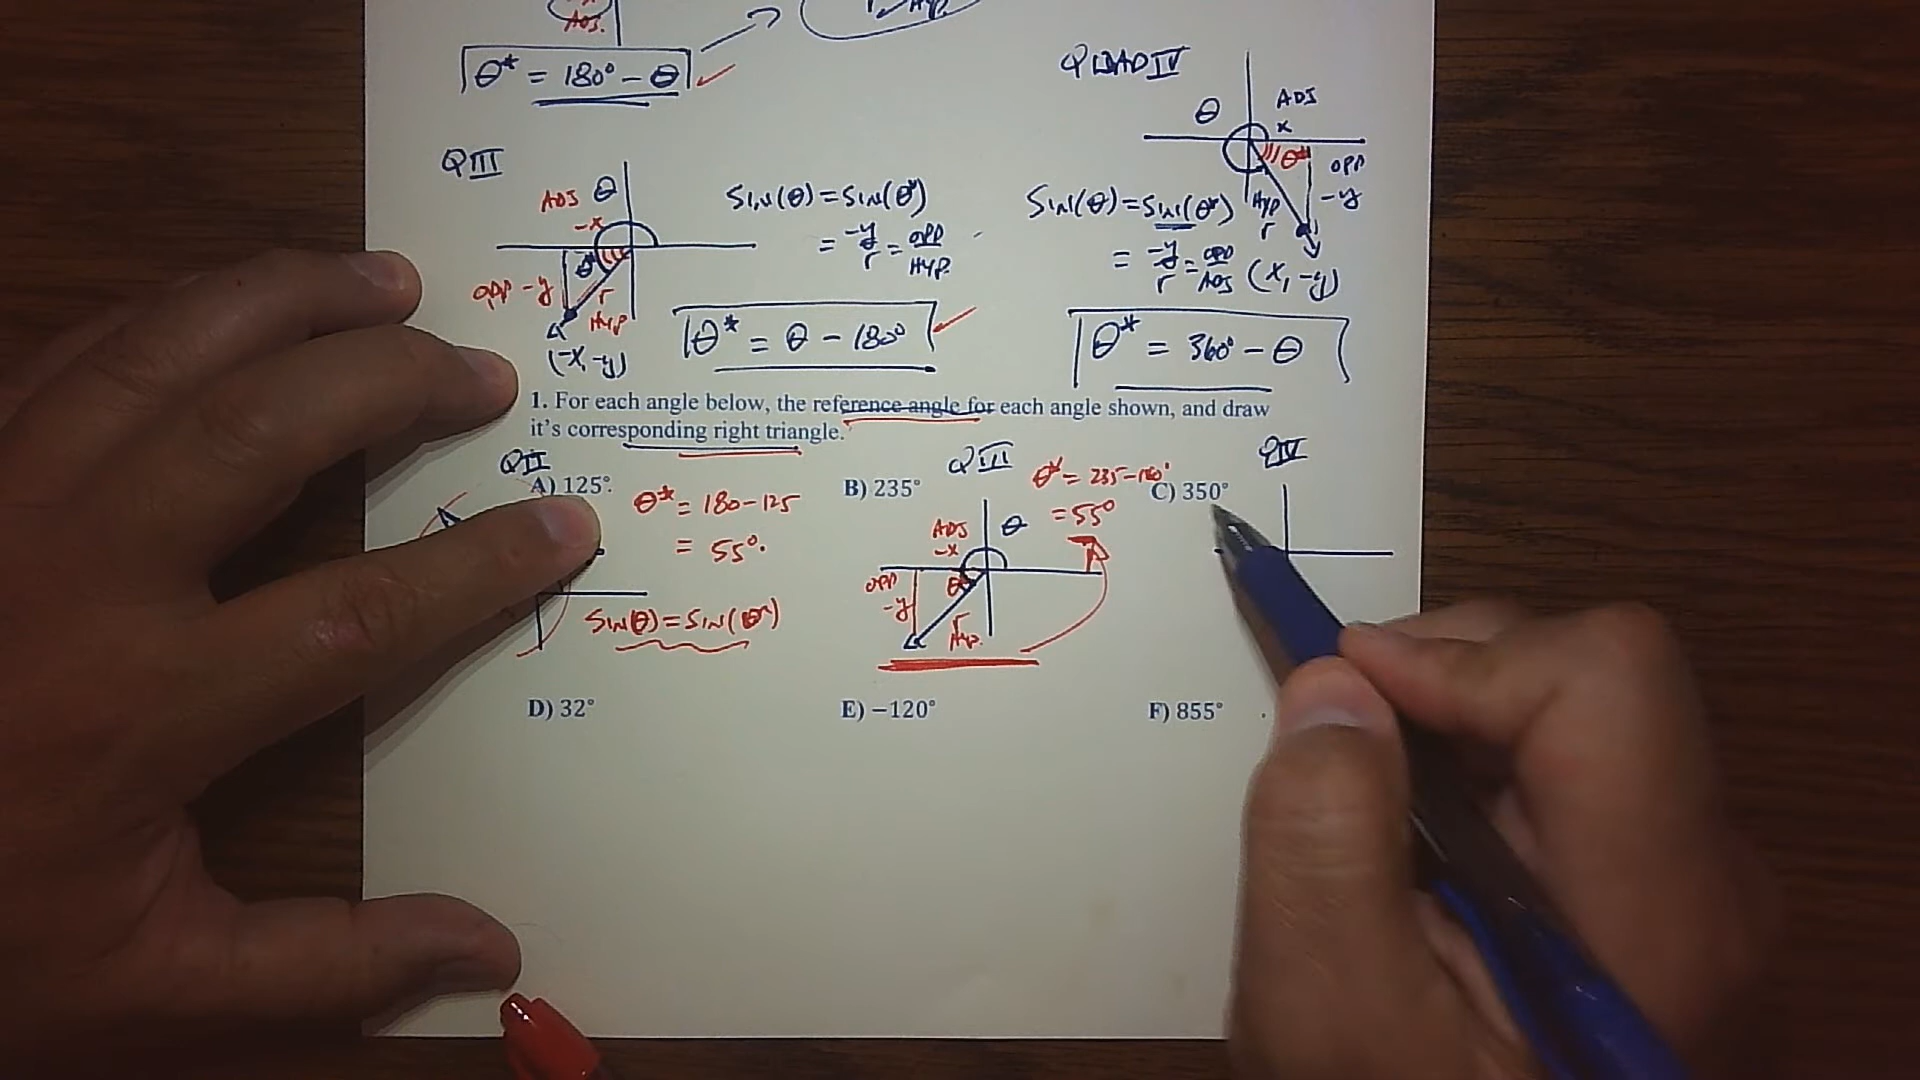 ADJ.
Hyp.
θ* = 180° − θ
QUAD IV
θ
ADJ
x
θ*
OPP
−y
Hyp
r
(x, −y)
Sin(θ) = Sin(θ*)
= −y/r = OPP/ADJ
θ* = 360° − θ
QIII
ADJ
θ
−x
θ*
OPP −y
r
Hyp
(−x, −y)
Sin(θ) = Sin(θ*)
= −y/r = OPP/HYP.
θ* = θ − 180°
1. For each angle below, the reference angle for each angle shown, and draw
it’s corresponding right triangle.
QII
A) 125°.
θ* = 180 − 125
= 55°.
Sin(θ) = Sin(θ*)
QIII
B) 235°
θ* = 235 − 180°
= 55°
ADJ
−x
θ
OPP
−y
θ*
r
Hyp.
QIV
C) 350°
D) 32°
E) −120°
F) 855°